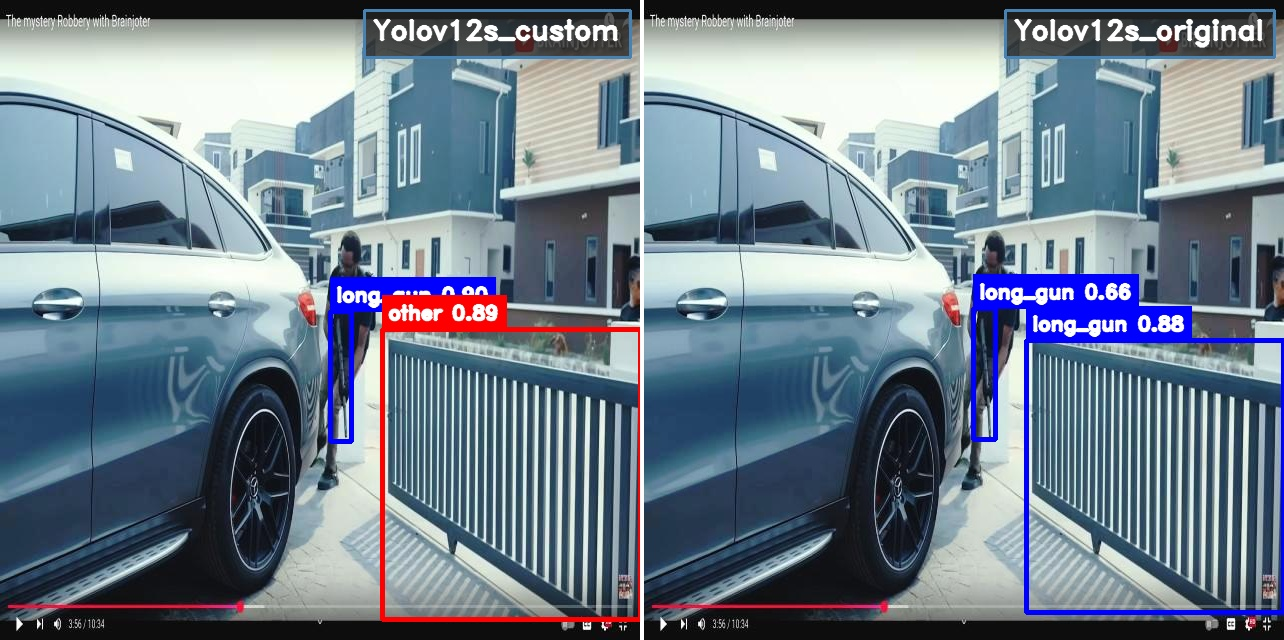 The mystery Robbery with Brainjoter
Yolov12s_custom
long_gun 0.90
other 0.89
3:56 / 10:34
The mystery Robbery with Brainjoter
Yolov12s_original
long_gun 0.66
long_gun 0.88
3:56 / 10:34